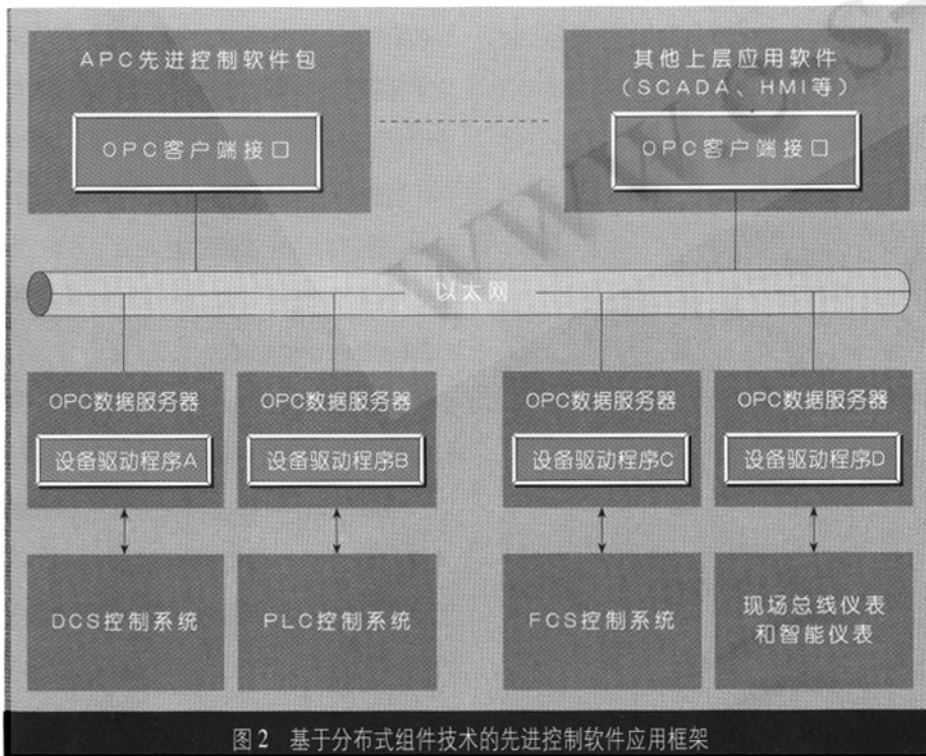 APC先进控制软件包
OPC客户端接口
其他上层应用软件
(SCADA、HMI等)
OPC客户端接口
以太网
OPC数据服务器
设备驱动程序A
OPC数据服务器
设备驱动程序B
OPC数据服务器
设备驱动程序C
OPC数据服务器
设备驱动程序D
DCS控制系统
PLC控制系统
FCS控制系统
现场总线仪表
和智能仪表
图2 基于分布式组件技术的先进控制软件应用框架